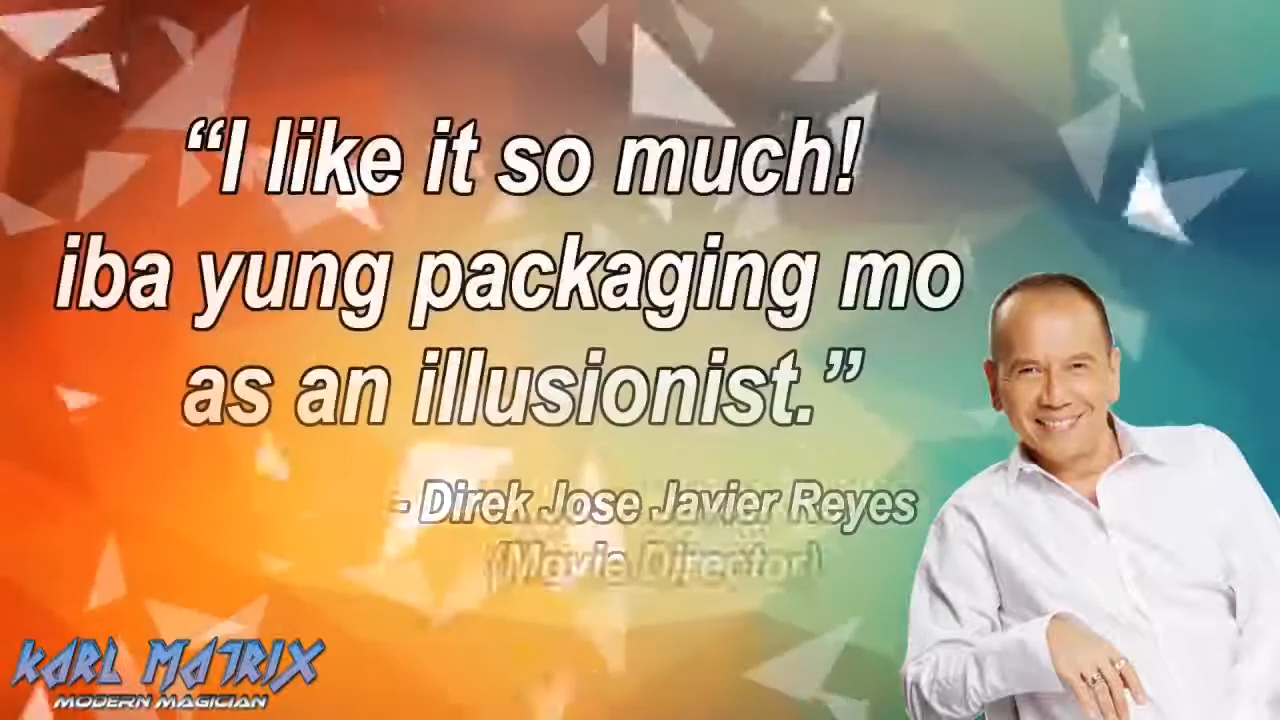 “I like it so much!
iba yung packaging mo
as an illusionist.”
- Direk Jose Javier Reyes
(Movie Director)
KARL MATRIX
MODERN MAGICIAN